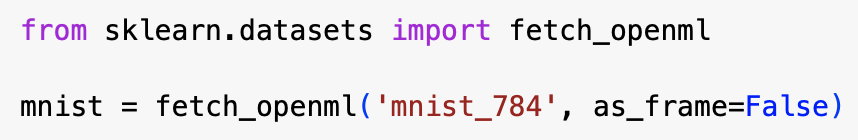 from sklearn.datasets import fetch_openml
mnist = fetch_openml('mnist_784', as_frame=False)